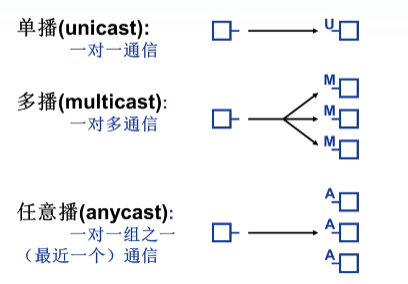 单播(unicast):
一对一通信
U
多播(multicast):
一对多通信
M
M
M
任意播(anycast):
一对一组之一
（最近一个）通信
A
A
A